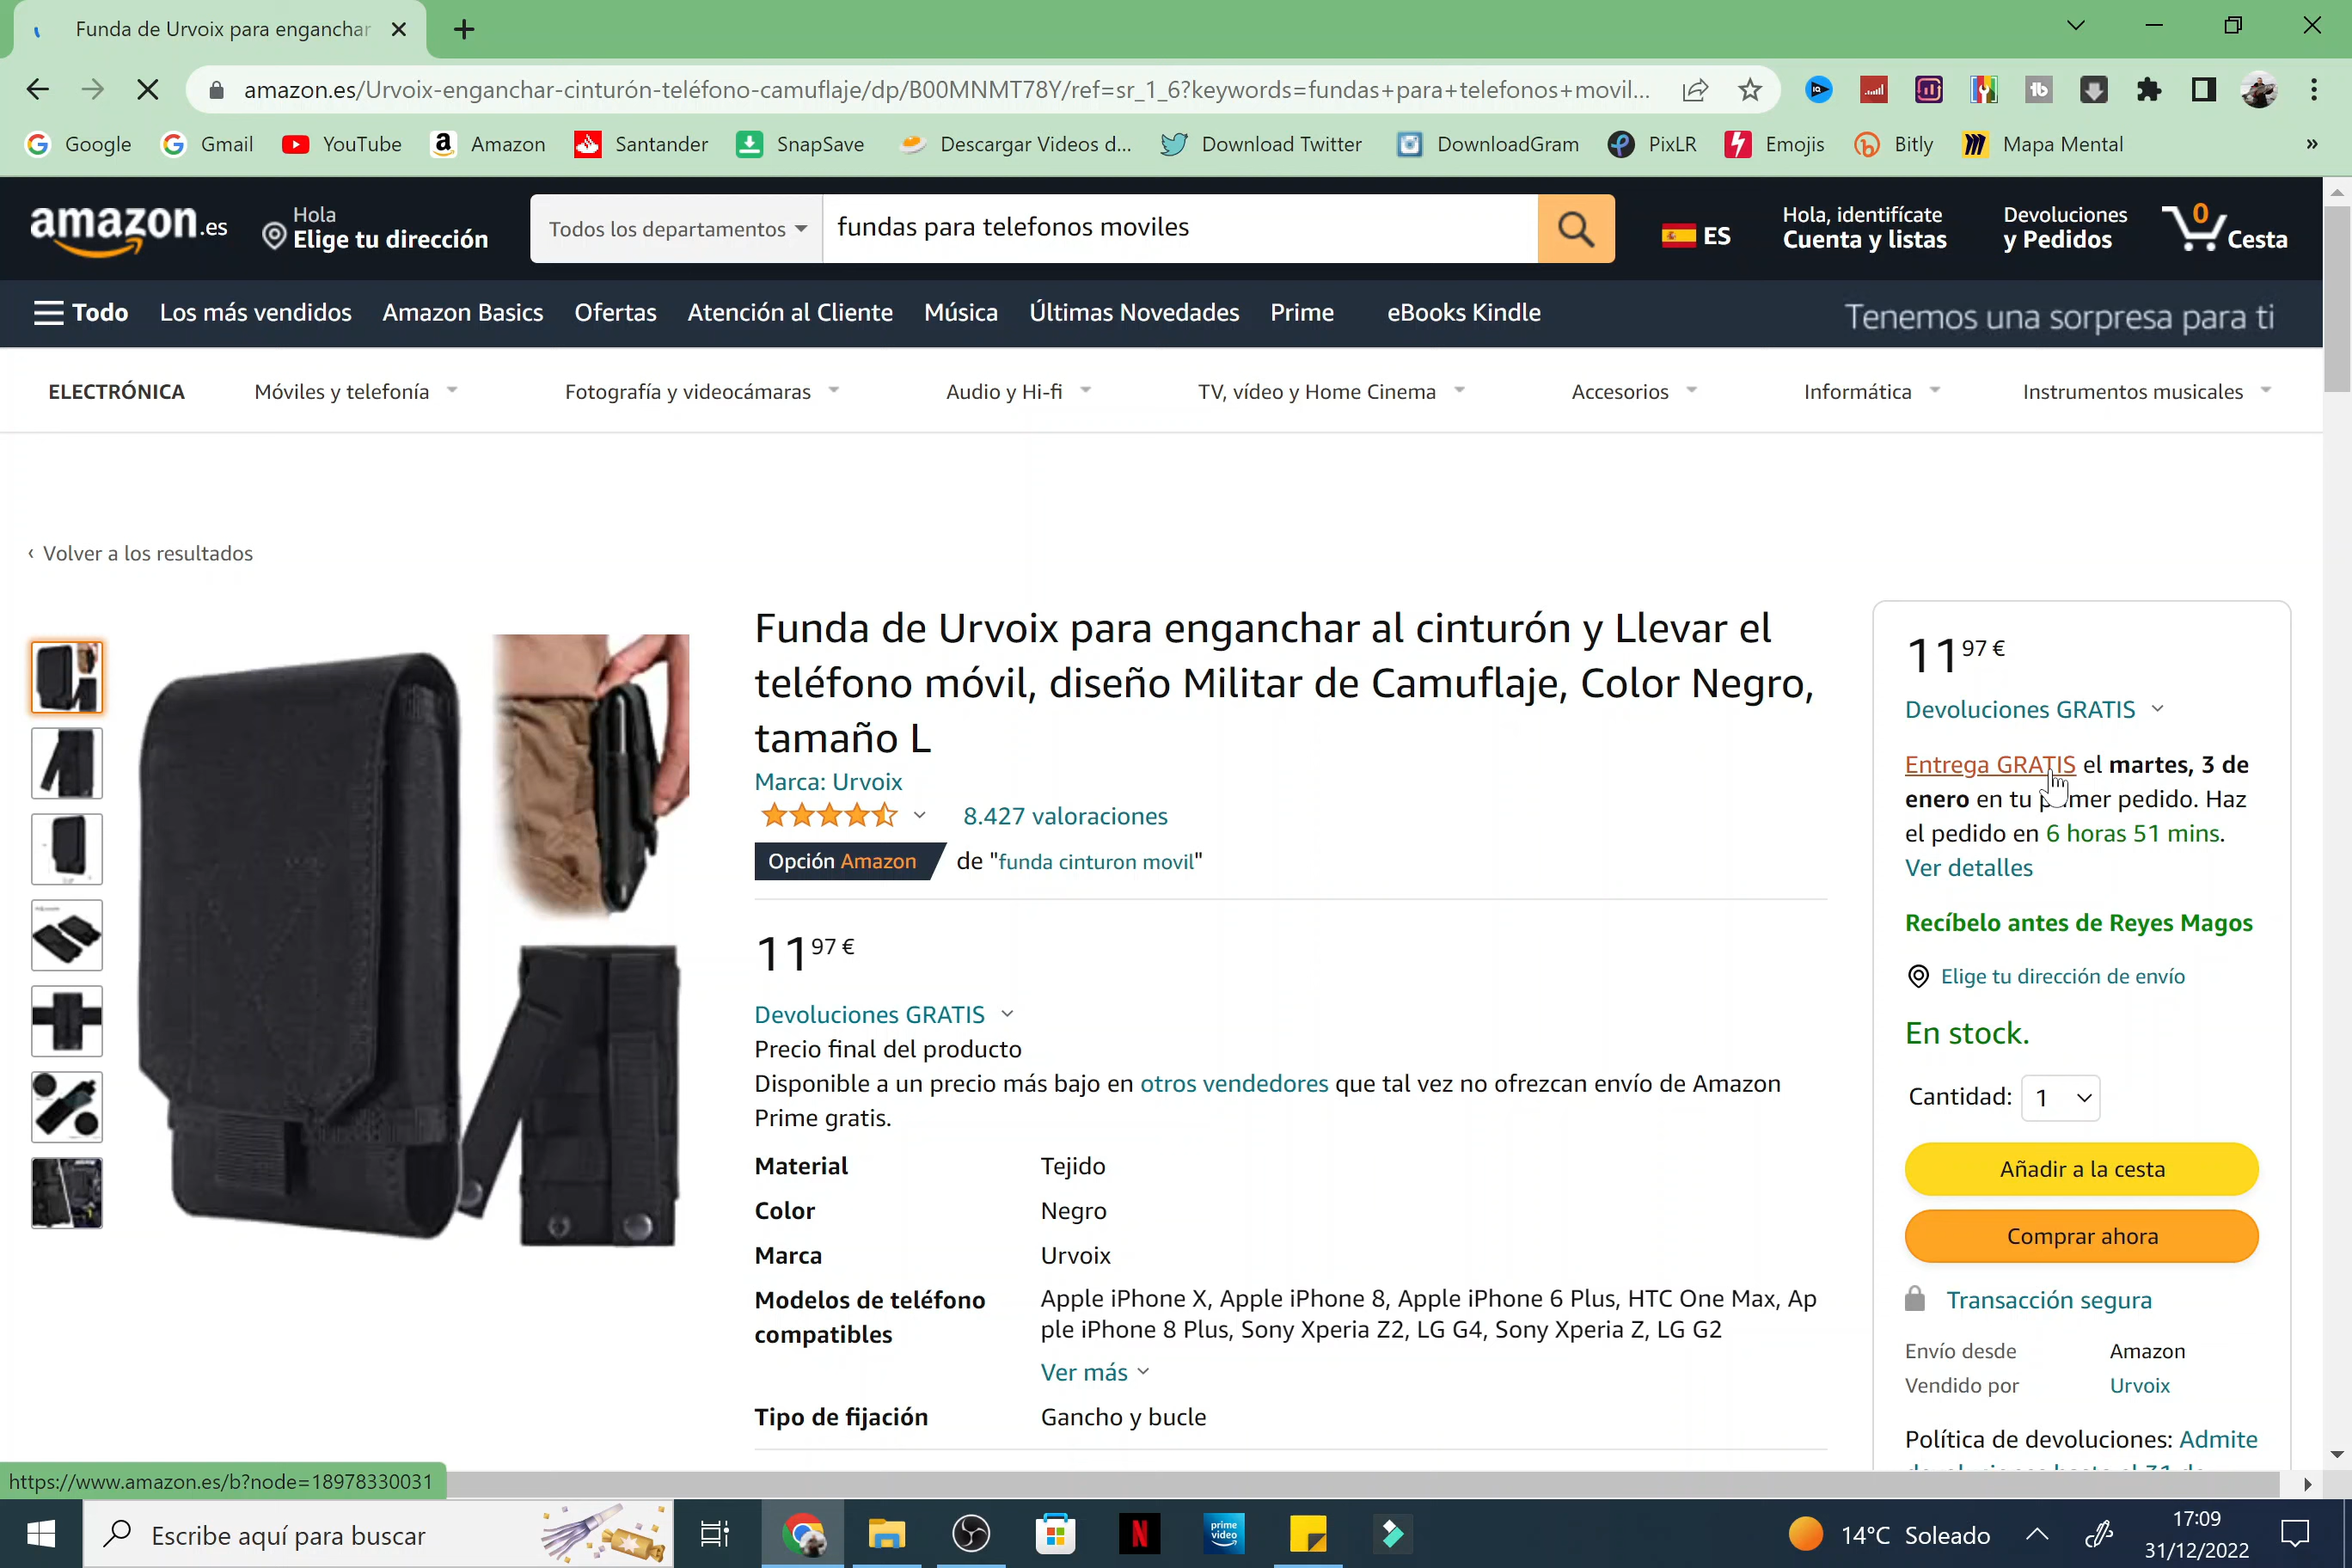 Funda de Urvoix para enganchar
amazon.es/Urvoix-enganchar-cinturón-teléfono-camuflaje/dp/B00MNMT78Y/ref=sr_1_6?keywords=fundas+para+telefonos+movil...
Google Gmail YouTube Amazon Santander SnapSave Descargar Videos d... Download Twitter DownloadGram PixLR Emojis Bitly Mapa Mental »
amazon.es
Hola
Elige tu dirección
Todos los departamentos
fundas para telefonos moviles
ES
Hola, identifícate
Cuenta y listas
Devoluciones
y Pedidos
0
Cesta
Todo Los más vendidos Amazon Basics Ofertas Atención al Cliente Música Últimas Novedades Prime eBooks Kindle
Tenemos una sorpresa para ti
ELECTRÓNICA Móviles y telefonía Fotografía y videocámaras Audio y Hi-fi TV, vídeo y Home Cinema Accesorios Informática Instrumentos musicales
‹ Volver a los resultados
Funda de Urvoix para enganchar al cinturón y Llevar el
teléfono móvil, diseño Militar de Camuflaje, Color Negro,
tamaño L
Marca: Urvoix
8.427 valoraciones
Opción Amazon de "funda cinturon movil"
11 97 €
Devoluciones GRATIS
Precio final del producto
Disponible a un precio más bajo en otros vendedores que tal vez no ofrezcan envío de Amazon
Prime gratis.
Material Tejido
Color Negro
Marca Urvoix
Modelos de teléfono
compatibles
Apple iPhone X, Apple iPhone 8, Apple iPhone 6 Plus, HTC One Max, Ap
ple iPhone 8 Plus, Sony Xperia Z2, LG G4, Sony Xperia Z, LG G2
Ver más
Tipo de fijación Gancho y bucle
11 97 €
Devoluciones GRATIS
Entrega GRATIS el martes, 3 de
enero en tu primer pedido. Haz
el pedido en 6 horas 51 mins.
Ver detalles
Recíbelo antes de Reyes Magos
Elige tu dirección de envío
En stock.
Cantidad: 1
Añadir a la cesta
Comprar ahora
Transacción segura
Envío desde Amazon
Vendido por Urvoix
Política de devoluciones: Admite
https://www.amazon.es/b?node=18978330031
Escribe aquí para buscar
prime
video
14°C Soleado
17:09
31/12/2022